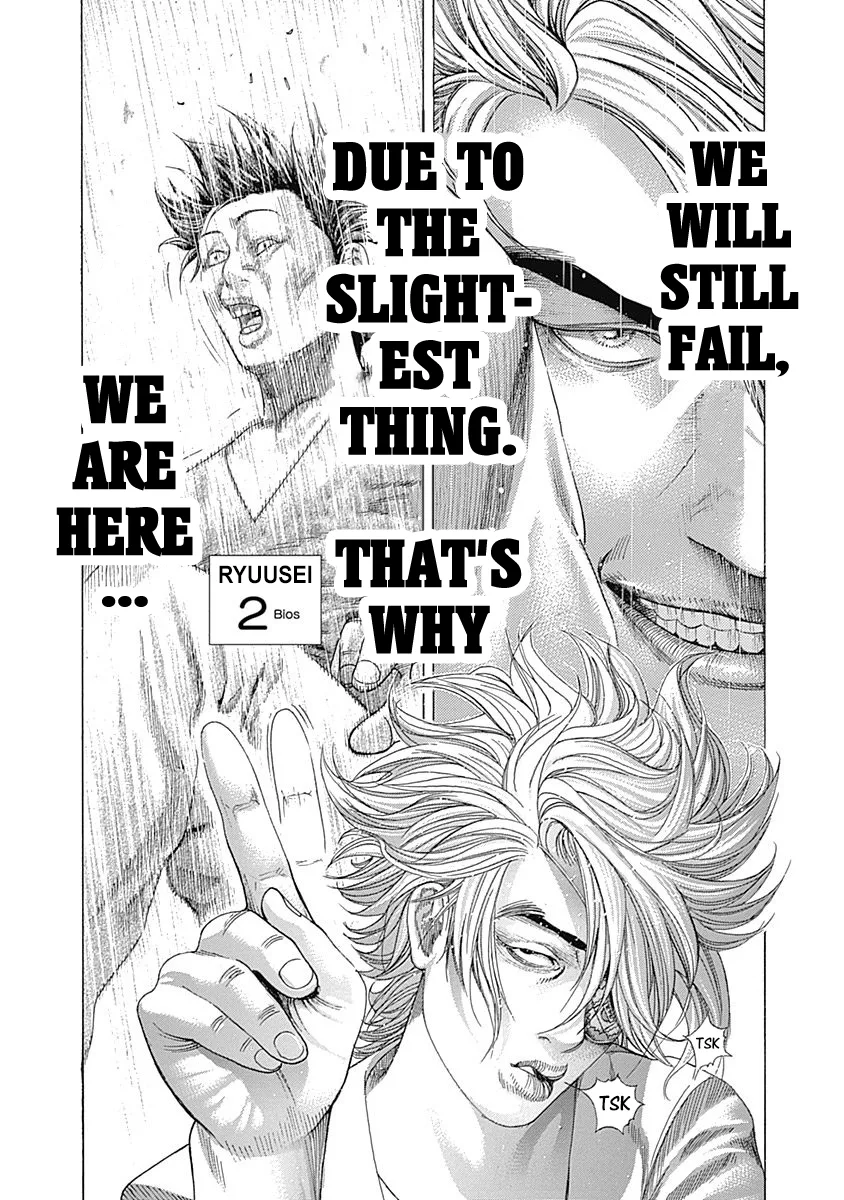 WE
WILL
STILL
FAIL,
DUE TO
THE
SLIGHT-
EST
THING.
THAT'S
WHY
WE
ARE
HERE
...
RYUUSEI
2 Bios
TSK
TSK